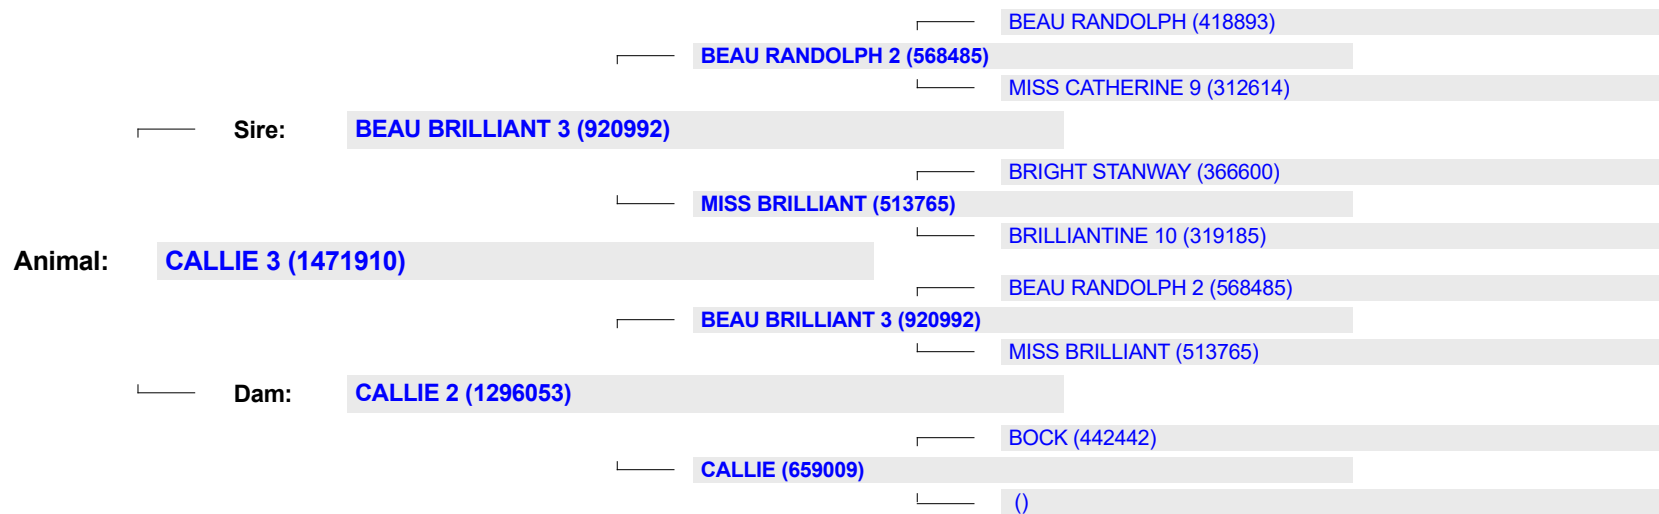 BEAU RANDOLPH (418893)
BEAU RANDOLPH 2 (568485)
MISS CATHERINE 9 (312614)
Sire: BEAU BRILLIANT 3 (920992)
BRIGHT STANWAY (366600)
MISS BRILLIANT (513765)
BRILLIANTINE 10 (319185)
Animal: CALLIE 3 (1471910)
BEAU RANDOLPH 2 (568485)
BEAU BRILLIANT 3 (920992)
MISS BRILLIANT (513765)
Dam: CALLIE 2 (1296053)
BOCK (442442)
CALLIE (659009)
()